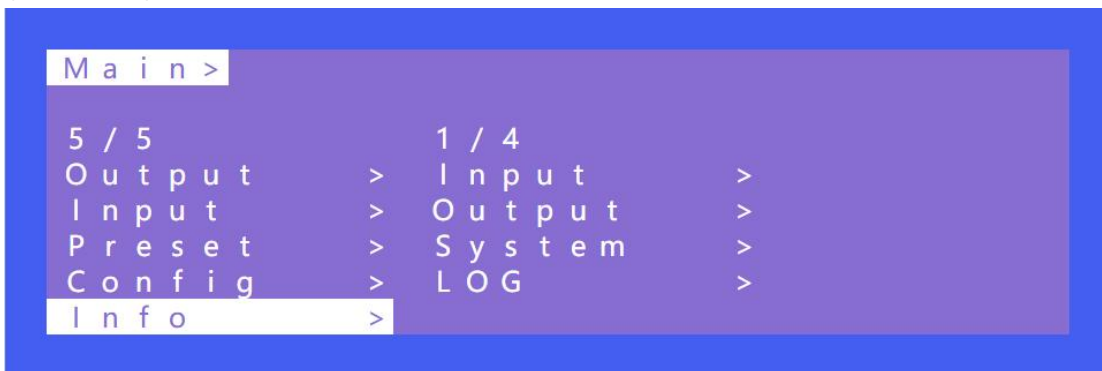 Main>
5/5 1/4
Output > Input >
Input > Output >
Preset > System >
Config > LOG >
Info >